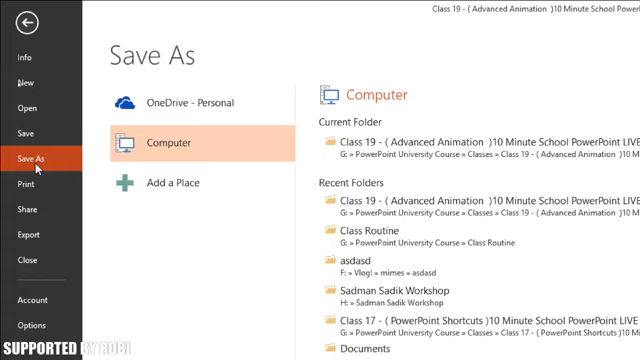 Class 19 - ( Advanced Animation )10 Minute School Power
Info
New
Open
Save
Save As
Print
Share
Export
Close
Account
Options
Save As
OneDrive - Personal
Computer
Add a Place
Computer
Current Folder
Class 19 - ( Advanced Animation )10 Minute School PowerPoint LIVE
G: » PowerPoint University Course » Classes » Class 19 - ( Advanced Animation )10 M
Recent Folders
Class 19 - ( Advanced Animation )10 Minute School PowerPoint LIVE
G: » PowerPoint University Course » Classes » Class 19 - ( Advanced Animation )10 M
Class Routine
G: » PowerPoint University Course » Class Routine
asdasd
F: » Vlog! » mimes » asdasd
Sadman Sadik Workshop
H: » Sadman Sadik Workshop
Class 17 - ( PowerPoint Shortcuts )10 Minute School PowerPoint LIVE
G: » PowerPoint University Course » Classes » Class 17 - ( PowerPoint Shortcuts )10 M
Documents
SUPPORTED BY ROBI